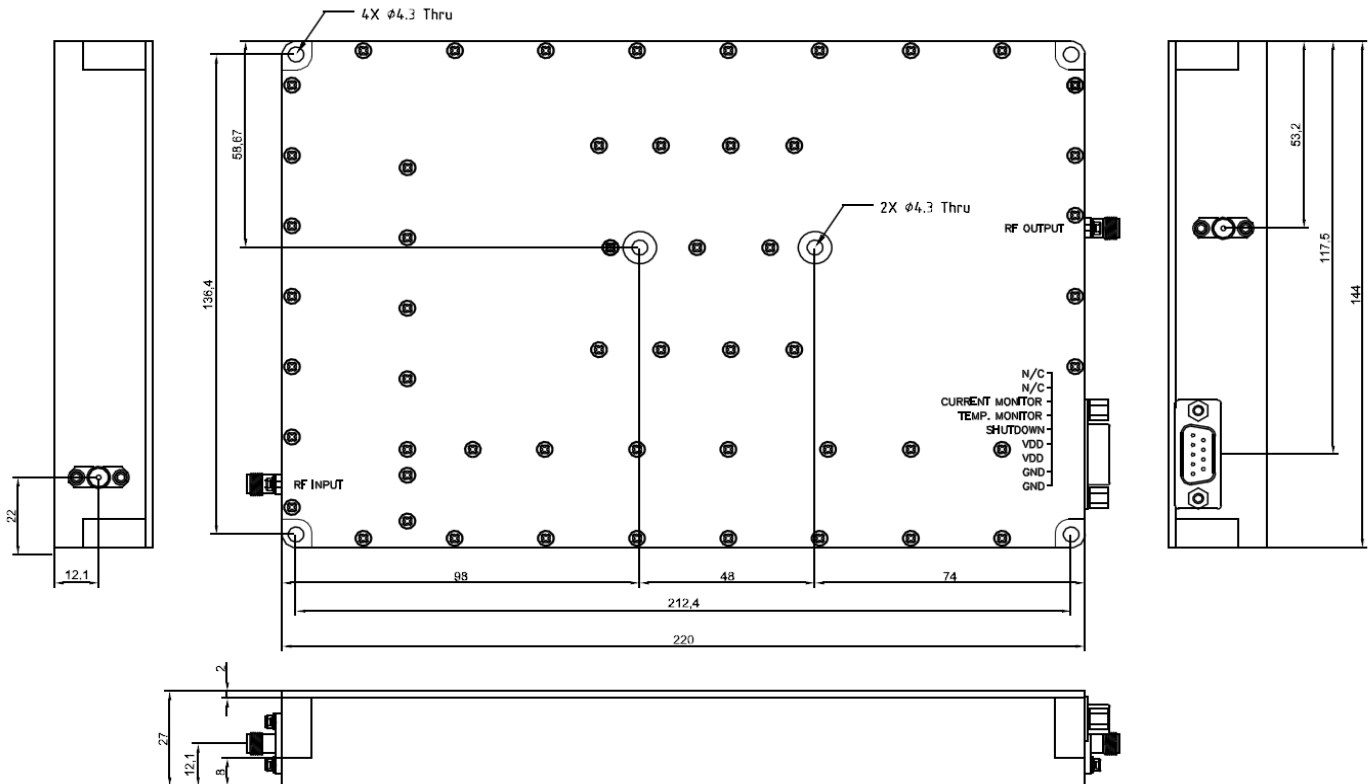 4X ϕ4.3 Thru
58,67
136,4
2X ϕ4.3 Thru
RF OUTPUT
53,2
117.5
144
N/C
N/C
CURRENT MONITOR
TEMP. MONITOR
SHUTDOWN
VDD
VDD
GND
GND
RF INPUT
22
12,1
98
48
74
212,4
220
2
27
12,1
8